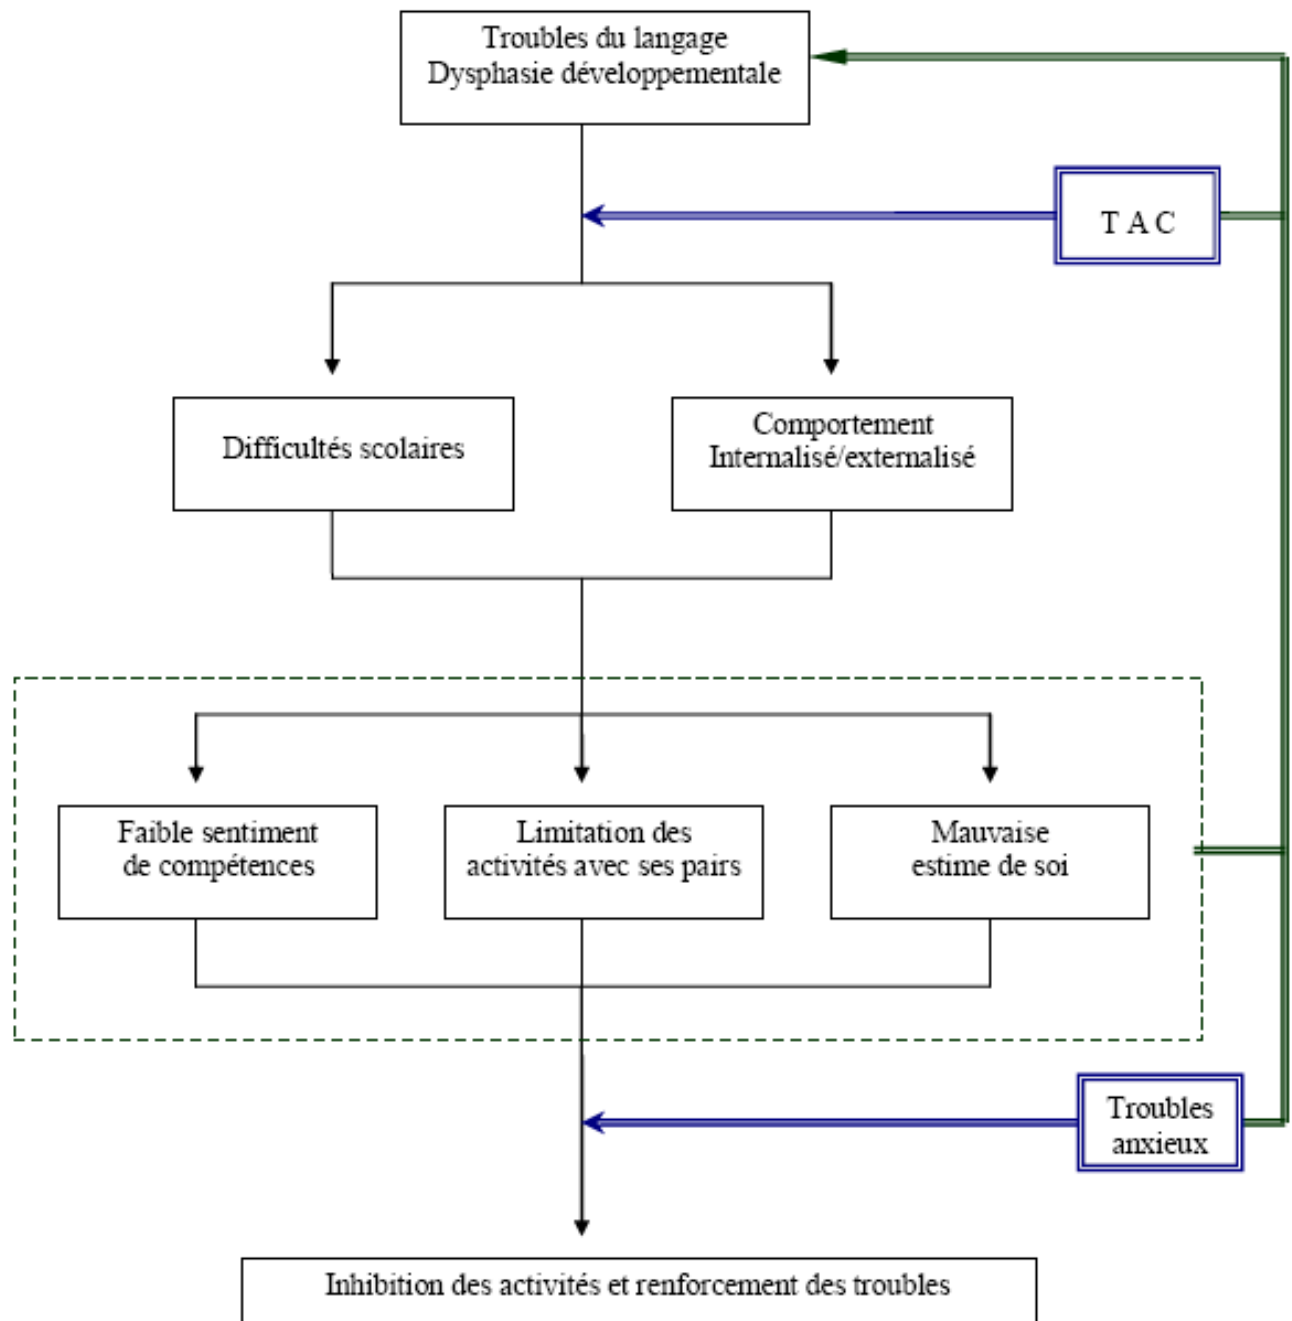 Troubles du langage
Dysphasie développementale
T A C
Difficultés scolaires
Comportement
Internalisé/externalisé
Faible sentiment
de compétences
Limitation des
activités avec ses pairs
Mauvaise
estime de soi
Troubles
anxieux
Inhibition des activités et renforcement des troubles